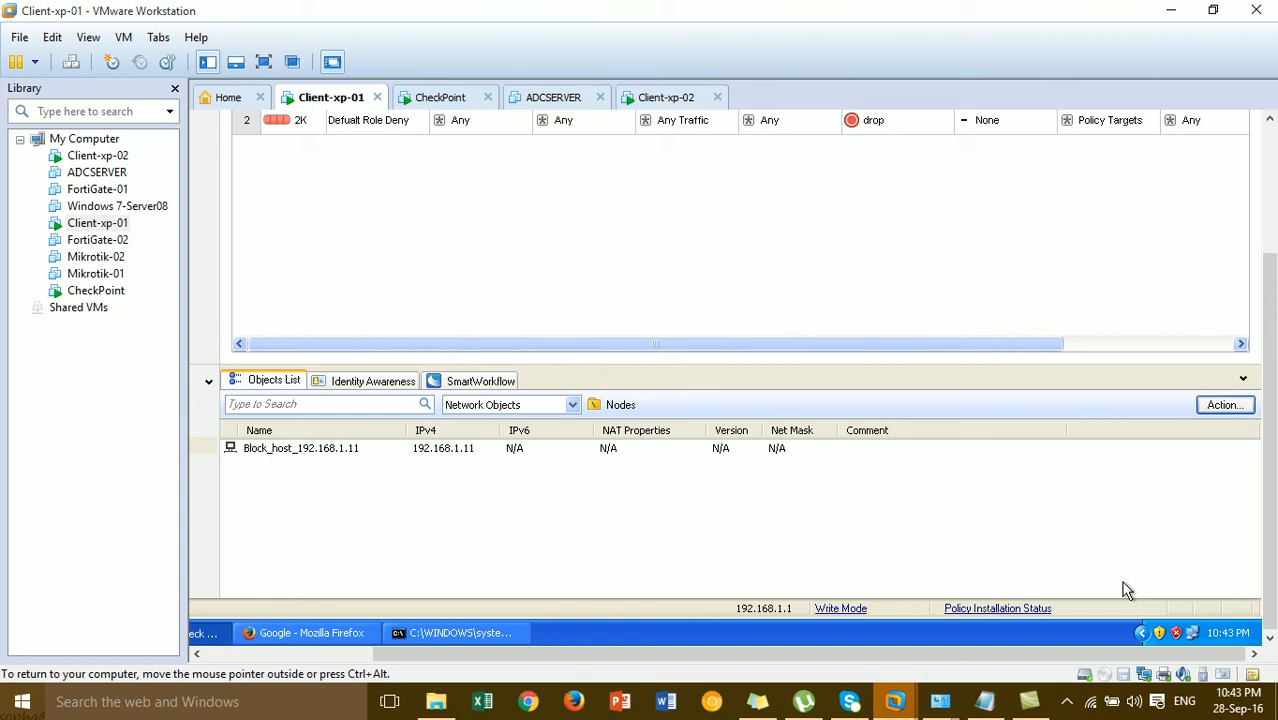 Client-xp-01 - VMware Workstation
File Edit View VM Tabs Help
Library
Type here to search
My Computer
Client-xp-02
ADCSERVER
FortiGate-01
Windows 7-Server08
Client-xp-01
FortiGate-02
Mikrotik-02
Mikrotik-01
CheckPoint
Shared VMs
Home Client-xp-01 CheckPoint ADCSERVER Client-xp-02
2 2K Defualt Role Deny Any Any Any Traffic Any drop None Policy Targets Any
Objects List Identity Awareness SmartWorkflow
Type to Search Network Objects Nodes Action...
Name IPv4 IPv6 NAT Properties Version Net Mask Comment
Block_host_192.168.1.11 192.168.1.11 N/A N/A N/A N/A
192.168.1.1 Write Mode Policy Installation Status
eck ... Google - Mozilla Firefox C:\WINDOWS\syste... 10:43 PM
To return to your computer, move the mouse pointer outside or press Ctrl+Alt.
Search the web and Windows ENG 10:43 PM
28-Sep-16